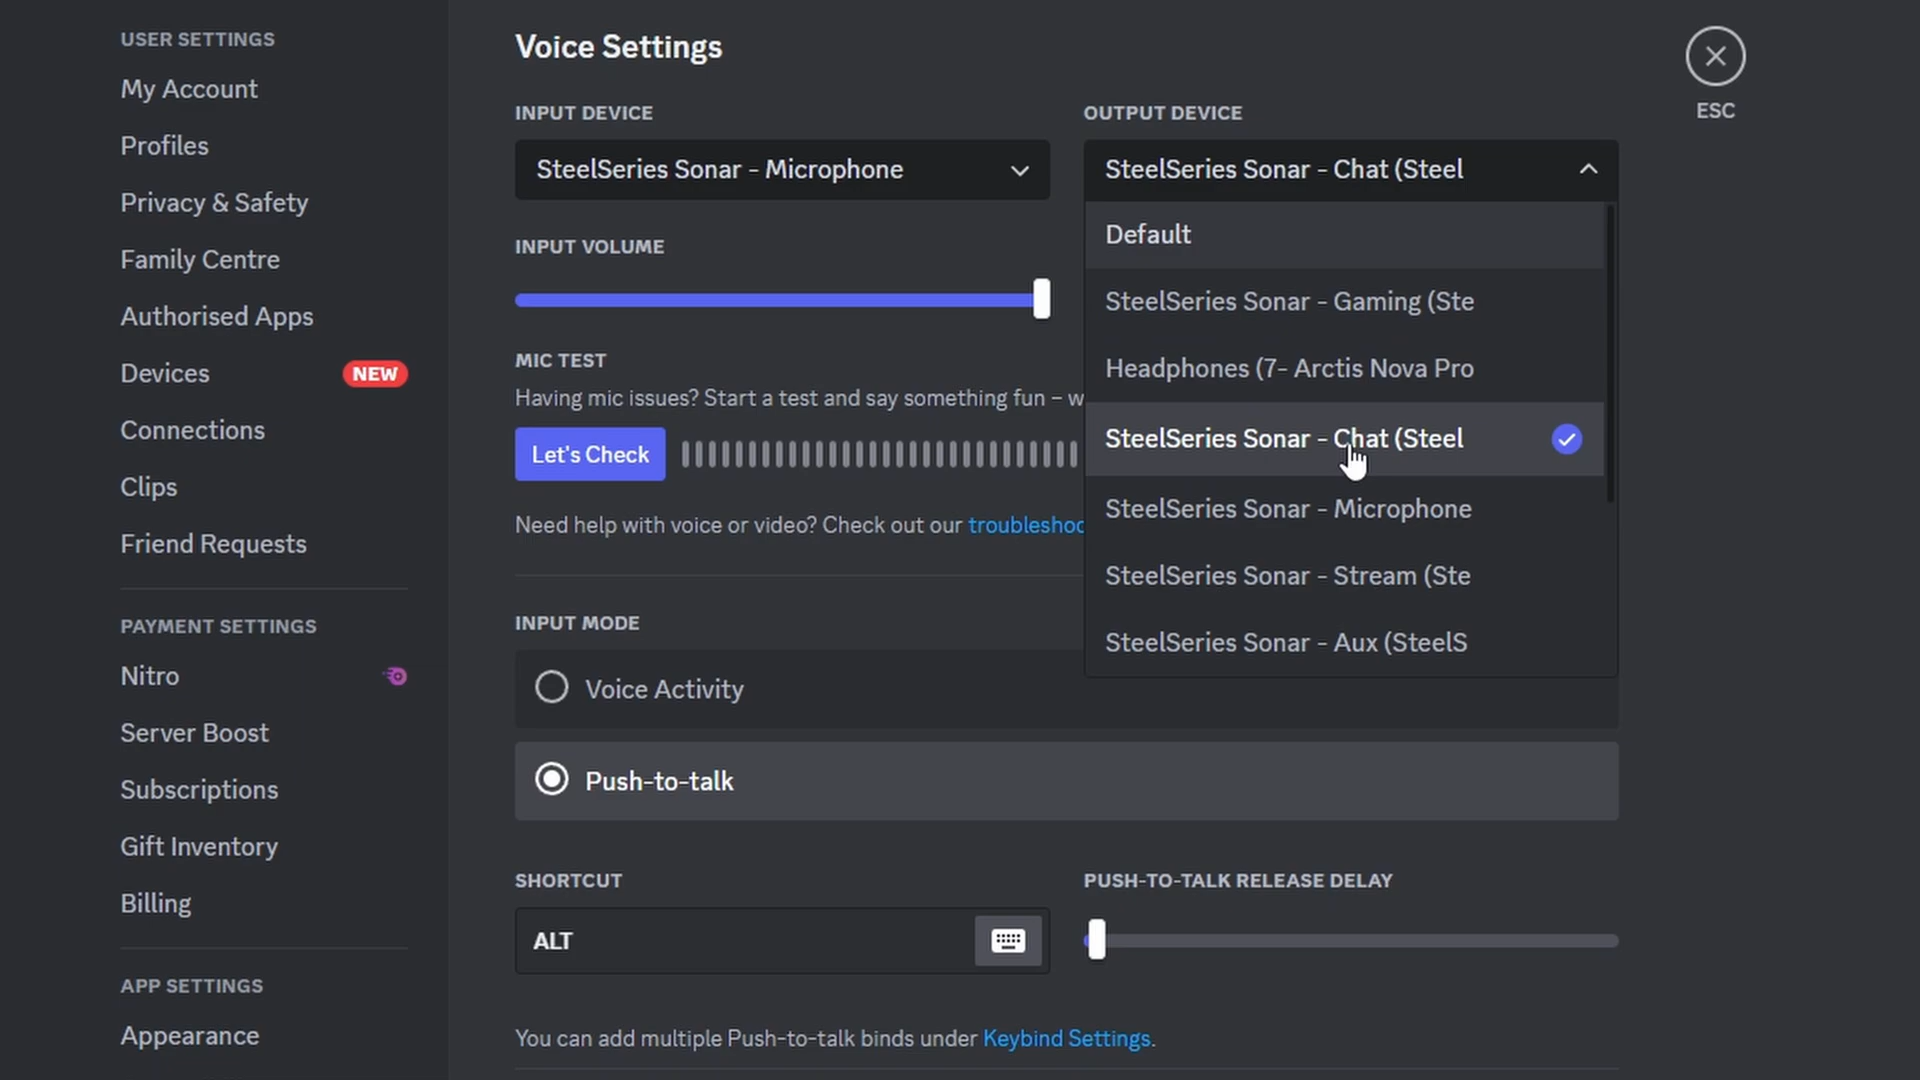 USER SETTINGS
My Account
Profiles
Privacy & Safety
Family Centre
Authorised Apps
Devices NEW
Connections
Clips
Friend Requests
PAYMENT SETTINGS
Nitro
Server Boost
Subscriptions
Gift Inventory
Billing
APP SETTINGS
Appearance
Voice Settings
INPUT DEVICE
SteelSeries Sonar - Microphone
INPUT VOLUME
MIC TEST
Having mic issues? Start a test and say something fun – w
Let's Check
Need help with voice or video? Check out our troubleshoo
INPUT MODE
Voice Activity
Push-to-talk
SHORTCUT
ALT
You can add multiple Push-to-talk binds under Keybind Settings.
OUTPUT DEVICE
SteelSeries Sonar - Chat (Steel
Default
SteelSeries Sonar - Gaming (Ste
Headphones (7- Arctis Nova Pro
SteelSeries Sonar - Chat (Steel
SteelSeries Sonar - Microphone
SteelSeries Sonar - Stream (Ste
SteelSeries Sonar - Aux (SteelS
PUSH-TO-TALK RELEASE DELAY
ESC